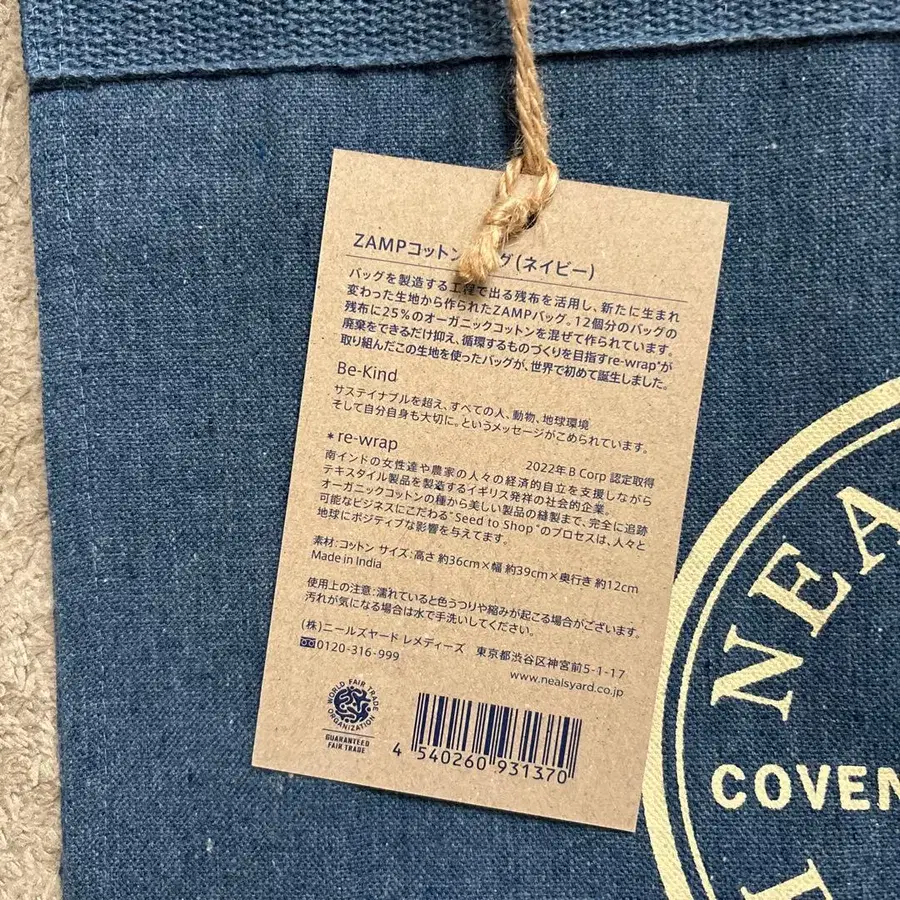 ZAMPコットン グ(ネイビー)
バッグを製造する工程で出る残布を活用し、新たに生まれ
変わった生地から作られたZAMPバッグ。12個分のバッグの
残布に25%のオーガニックコットンを混ぜて作られています。
廃棄をできるだけ抑え、循環するものづくりを目指すre-wrap*が
取り組んだこの生地を使ったバッグが、世界で初めて誕生しました。
Be-Kind
サステイナブルを超え、すべての人、動物、地球環境
そして自分自身も大切に。というメッセージがこめられています。
*re-wrap 2022年B Corp 認定取得
南インドの女性達や農家の人々の経済的自立を支援しながら
テキスタイル製品を製造するイギリス発祥の社会的企業。
オーガニックコットンの種から美しい製品の縫製まで、完全に追跡
可能なビジネスにこだわる"Seed to Shop"のプロセスは、人々と
地球にポジティブな影響を与えてます。
素材:コットン サイズ:高さ 約36cm×幅 約39cm×奥行き 約12cm
Made in India
使用上の注意:濡れていると色うつりや縮みが起こる場合がございます。
汚れが気になる場合は水で手洗いしてください。
(株)ニールズヤード レメディーズ 東京都渋谷区神宮前5-1-17
0120-316-999 www.nealsyard.co.jp
WORLD FAIR TRADE
ORGANIZATION
GUARANTEED
FAIR TRADE
4 540260 931370
NEA
COVEN